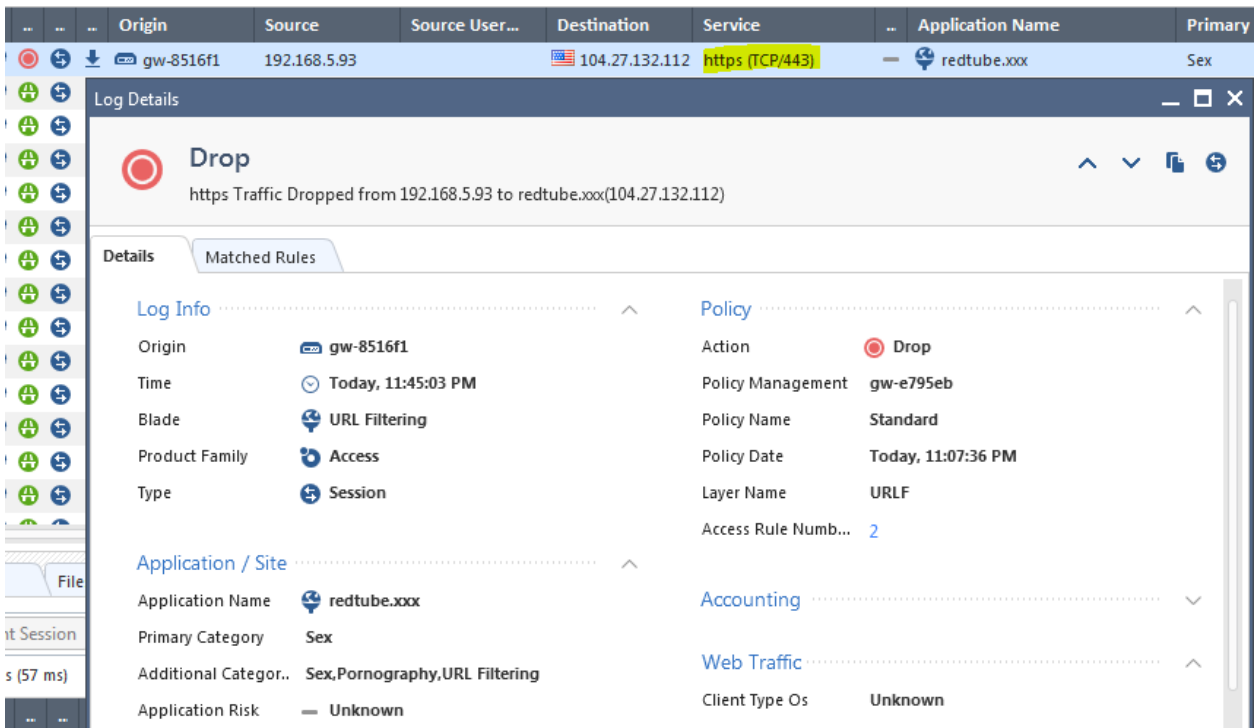 ... ... ... Origin Source Source User... Destination Service ... Application Name Primary
gw-8516f1 192.168.5.93 104.27.132.112 https (TCP/443) redtube.xxx Sex
Log Details
Drop
https Traffic Dropped from 192.168.5.93 to redtube.xxx(104.27.132.112)
Details Matched Rules
Log Info
Origin gw-8516f1
Time Today, 11:45:03 PM
Blade URL Filtering
Product Family Access
Type Session
Policy
Action Drop
Policy Management gw-e795eb
Policy Name Standard
Policy Date Today, 11:07:36 PM
Layer Name URLF
Access Rule Numb... 2
Application / Site
Application Name redtube.xxx
Primary Category Sex
Additional Categor.. Sex,Pornography,URL Filtering
Application Risk Unknown
Accounting
Web Traffic
Client Type Os Unknown
File
nt Session
s (57 ms)
... ...